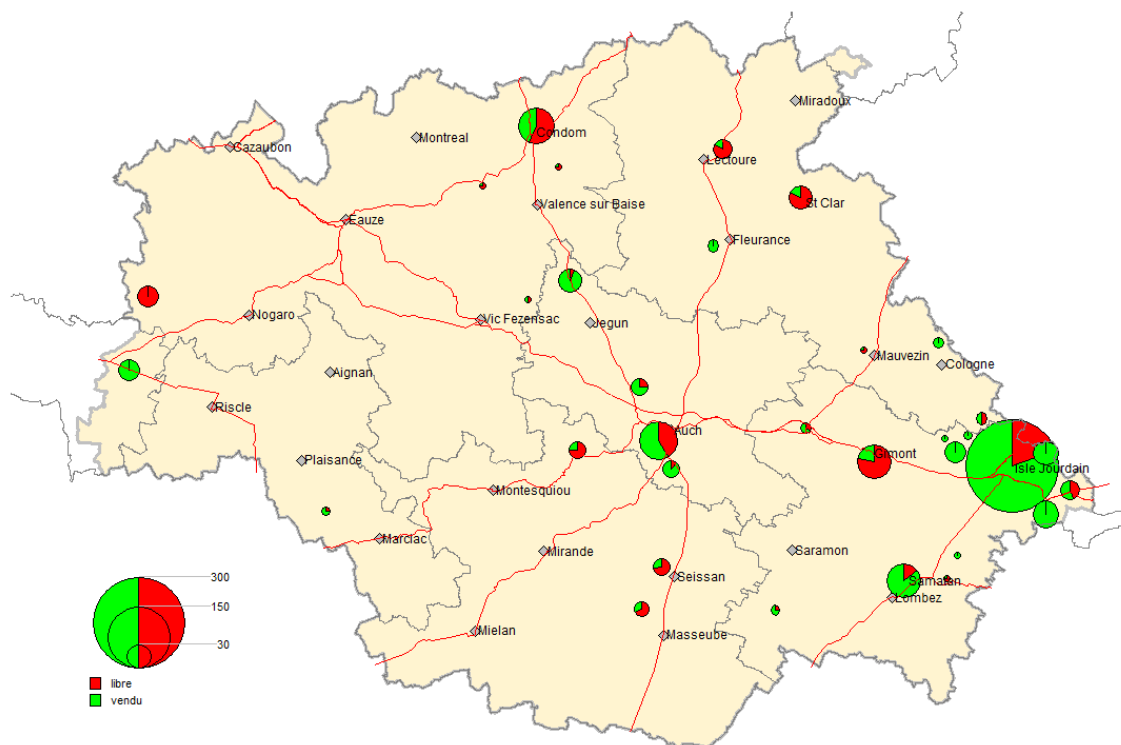 Miradoux
Condom
Montreal
Cazaubon
Lectoure
St Clar
Valence sur Baise
Eauze
Fleurance
Nogaro
Vic Fezensac
Jegun
Mauvezin
Cologne
Aignan
Riscle
Auch
Gimont
Isle Jourdain
Plaisance
Montesquiou
Marciac
Mirande
Saramon
Seissan
Samatan
Lombez
Mielan
Masseube
300
150
30
libre
vendu